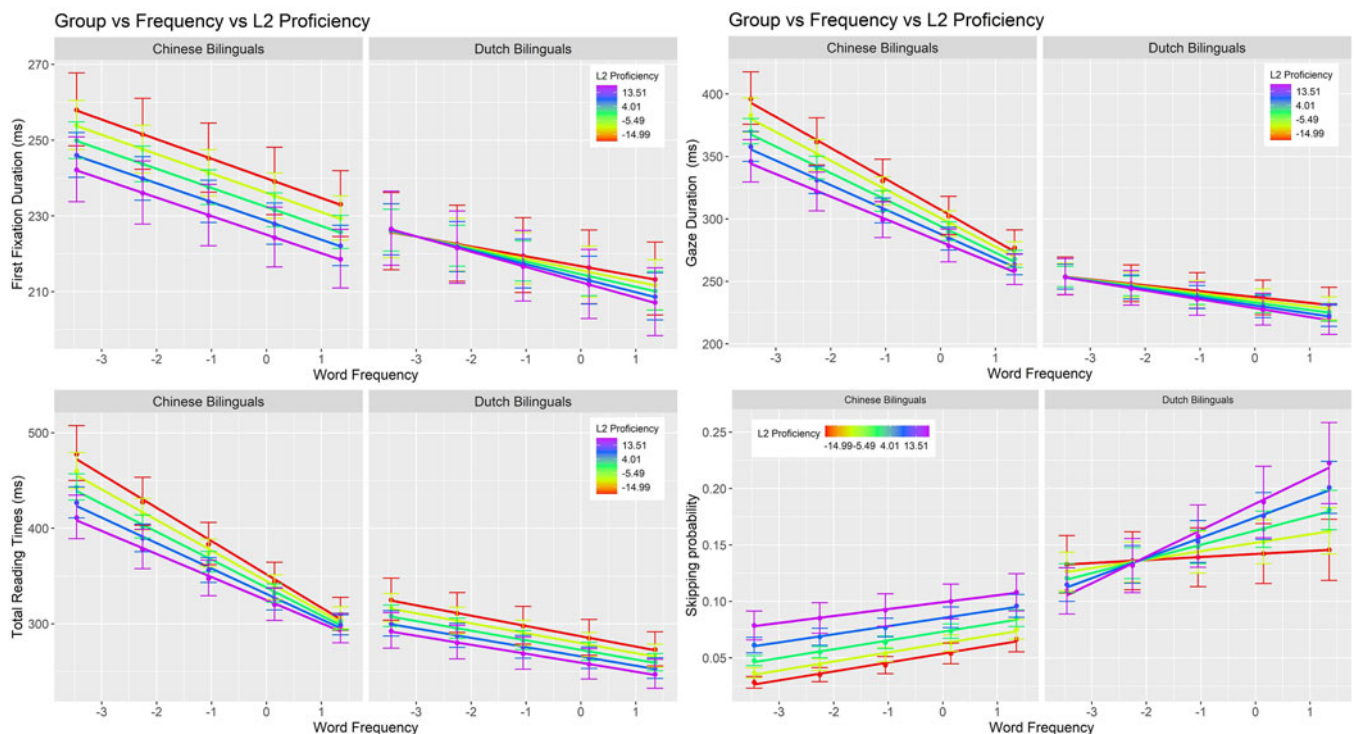 Group vs Frequency vs L2 Proficiency
Chinese Bilinguals
Dutch Bilinguals
First Fixation Duration (ms)
270
250
230
210
L2 Proficiency
13.51
4.01
-5.49
-14.99
-3 -2 -1 0 1
-3 -2 -1 0 1
Word Frequency
Group vs Frequency vs L2 Proficiency
Chinese Bilinguals
Dutch Bilinguals
Gaze Duration (ms)
400
350
300
250
200
L2 Proficiency
13.51
4.01
-5.49
-14.99
-3 -2 -1 0 1
-3 -2 -1 0 1
Word Frequency
Chinese Bilinguals
Dutch Bilinguals
Total Reading Times (ms)
500
400
300
L2 Proficiency
13.51
4.01
-5.49
-14.99
-3 -2 -1 0 1
-3 -2 -1 0 1
Word Frequency
Chinese Bilinguals
Dutch Bilinguals
Skipping probability
0.25
0.20
0.15
0.10
0.05
L2 Proficiency
-14.99 -5.49 4.01 13.51
-3 -2 -1 0 1
-3 -2 -1 0 1
Word Frequency